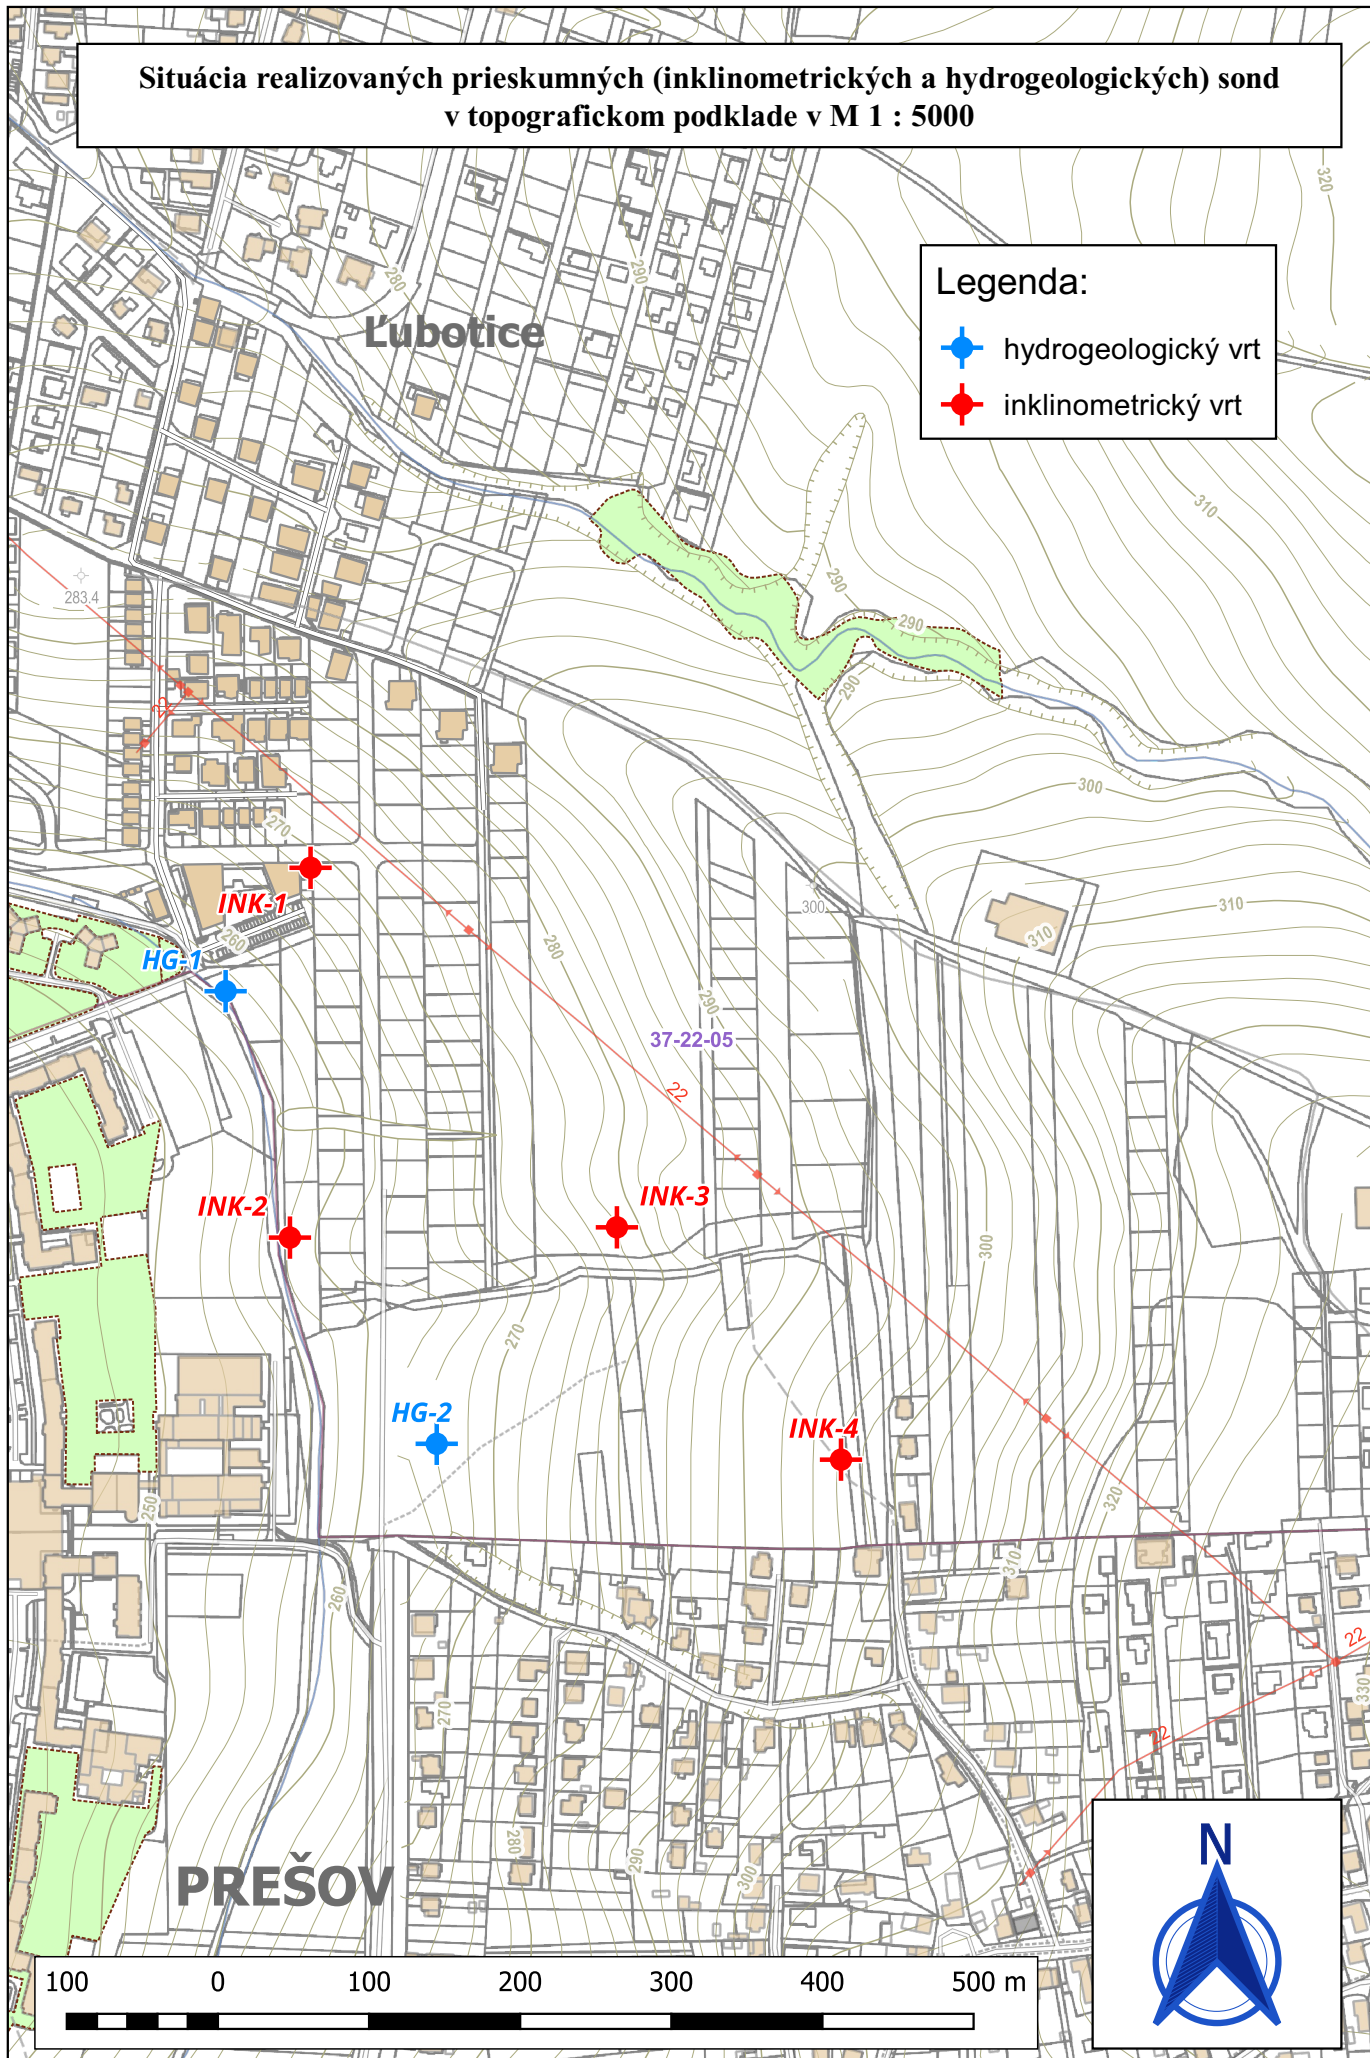 Situácia realizovaných prieskumných (inklinometrických a hydrogeologických) sond
v topografickom podklade v M 1 : 5000
320
Legenda:
hydrogeologický vrt
inklinometrický vrt
280
290
Ľubotice
310
290
283.4
290
290
22
300
270
INK-1
300
310
310
260
HG-1
280
290
37-22-05
22
INK-2
INK-3
300
270
HG-2
INK-4
250
320
310
260
22
330
270
22
280
290
300
PREŠOV
N
100 0 100 200 300 400 500 m